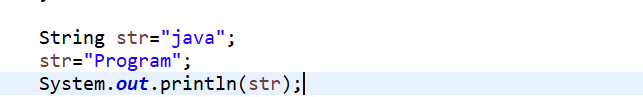 String str="java";
str="Program";
System.out.println(str);